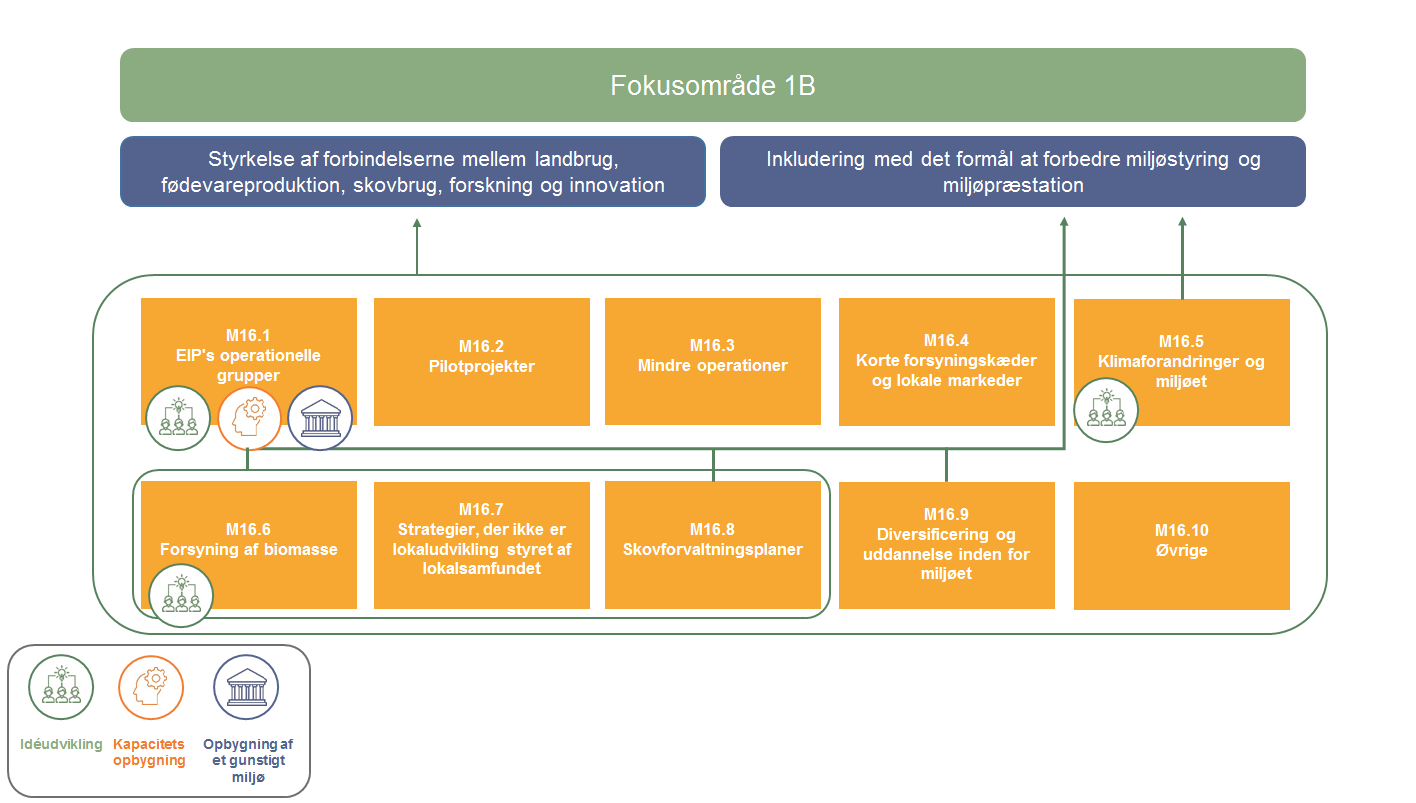 Fokusområde 1B
Styrkelse af forbindelserne mellem landbrug,
fødevareproduktion, skovbrug, forskning og innovation
Inkludering med det formål at forbedre miljøstyring og
miljøpræstation
M16.1
EIP's operationelle
grupper
M16.2
Pilotprojekter
M16.3
Mindre operationer
M16.4
Korte forsyningskæder
og lokale markeder
M16.5
Klimaforandringer og
miljøet
M16.6
Forsyning af biomasse
M16.7
Strategier, der ikke er
lokaludvikling styret af
lokalsamfundet
M16.8
Skovforvaltningsplaner
M16.9
Diversificering og
uddannelse inden for
miljøet
M16.10
Øvrige
Idéudvikling
Kapacitets
opbygning
Opbygning af
et gunstigt
miljø